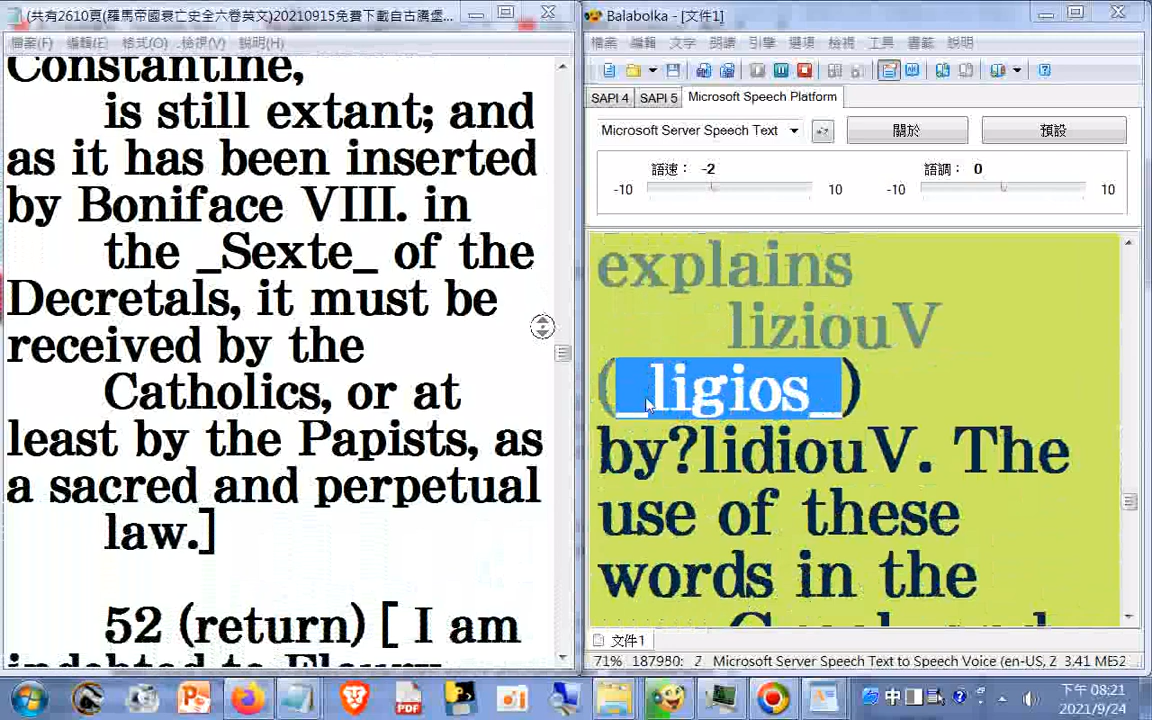 (共有2610頁(羅馬帝國衰亡史全六卷英文)20210915免費下載自古騰堡...
檔案(F) 編輯(E) 格式(O) 檢視(V) 說明(H)
Constantine,
is still extant; and
as it has been inserted
by Boniface VIII. in
the _Sexte_ of the
Decretals, it must be
received by the
Catholics, or at
least by the Papists, as
a sacred and perpetual
law.]
52 (return) [ I am
indebted to Fleury
Balabolka - [文件1]
檔案 編輯 文字 朗讀 引擎 選項 檢視 工具 書籤 說明
SAPI 4 SAPI 5 Microsoft Speech Platform
Microsoft Server Speech Text 關於 預設
語速: -2 語調: 0
-10 10 -10 10
explains
liziouV
(_ligios_)
by?lidiouV. The
use of these
words in the
文件1
71% 187950: Z Microsoft Server Speech Text to Speech Voice (en-US, Z 3.41 ME52
中
下午 08:21
2021/9/24